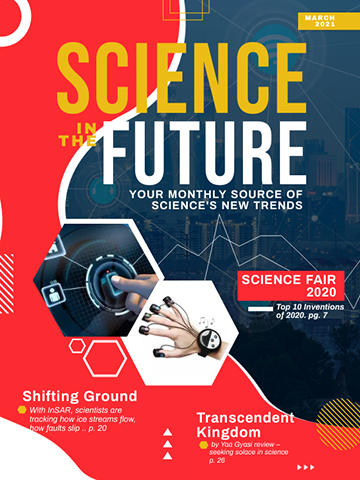 MARCH
2021
SCIENCE
IN
THE
FUTURE
YOUR MONTHLY SOURCE OF
SCIENCE'S NEW TRENDS
SCIENCE FAIR
2020
Top 10 Inventions
of 2020. pg. 7
Shifting Ground
With InSAR, scientists are
tracking how ice streams flow,
how faults slip .. p. 20
Transcendent
Kingdom
by Yaa Gyasi review –
seeking solace in science
p. 26